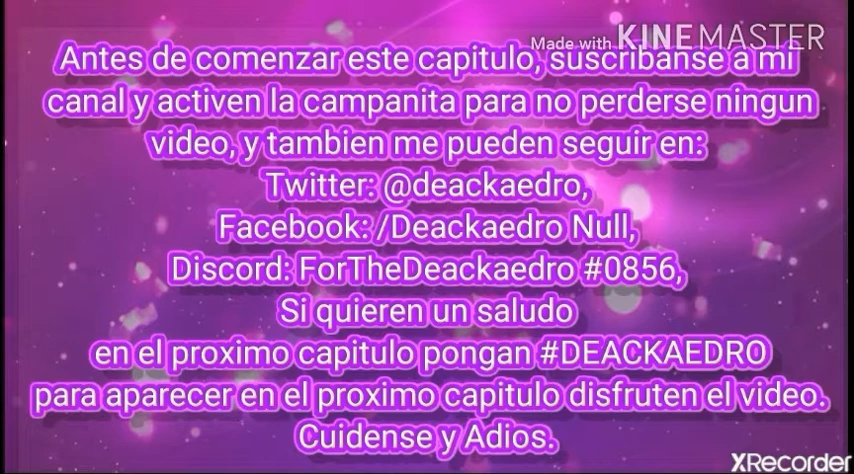 Made with KINEMASTER
Antes de comenzar este capitulo, suscribanse a mi
canal y activen la campanita para no perderse ningun
video, y tambien me pueden seguir en:
Twitter: @deackaedro,
Facebook: /Deackaedro Null,
Discord: ForTheDeackaedro #0856,
Si quieren un saludo
en el proximo capitulo pongan #DEACKAEDRO
para aparecer en el proximo capitulo disfruten el video.
Cuidense y Adios.
XRecorder